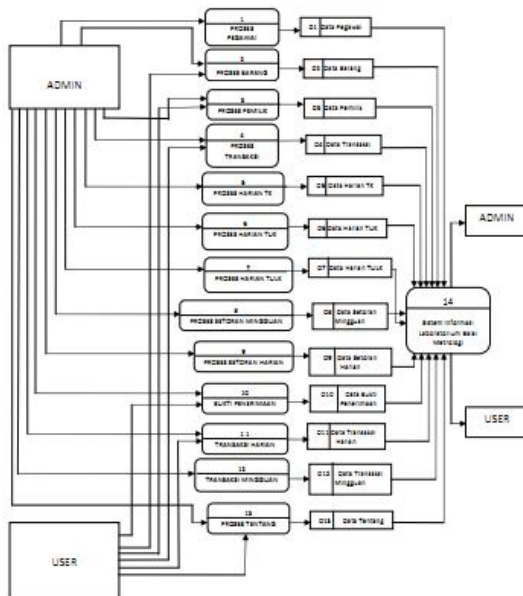 1
PROSES
PEGAWAI
D1 Data Pegawai
2
PROSES BARANG
D2 Data Barang
ADMIN
3
PROSES PEMILIK
D3 Data Pemilik
4
PROSES
TRANSAKSI
D4 Data Transaksi
5
PROSES HARIAN TK
D5 Data Harian TK
6
PROSES HARIAN TLK
D6 Data Harian TLK
ADMIN
7
PROSES HARIAN TULK
D7 Data Harian TULK
8
PROSES SETORAN MINGGUAN
D8 Data Setoran
Mingguan
14
Sistem Informasi
Laboratorium Balai
Metrologi
9
PROSES SETORAN HARIAN
D9 Data Setoran
Harian
10
BUKTI PENERIMAAN
D10 Data Bukti
Penerimaan
USER
11
TRANSAKSI HARIAN
D11 Data Transaksi
Harian
12
TRANSAKSI MINGGUAN
D12 Data Transaksi
Mingguan
13
PROSES TENTANG
D13 Data Tentang
USER